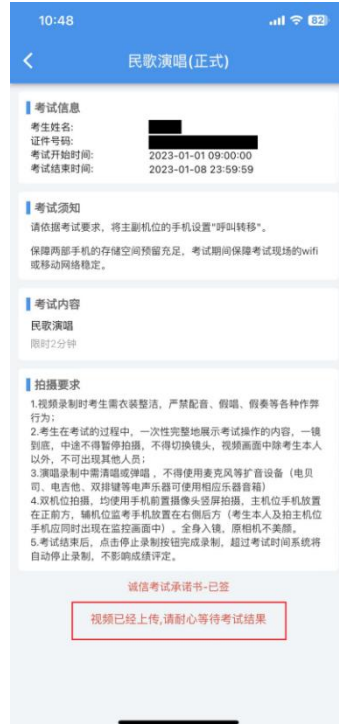 10:48
82
民歌演唱(正式)
考试信息
考生姓名:
证件号码:
考试开始时间: 2023-01-01 09:00:00
考试结束时间: 2023-01-08 23:59:59
考试须知
请依据考试要求，将主副机位的手机设置"呼叫转移"。
保障两部手机的存储空间预留充足，考试期间保障考试现场的wifi
或移动网络稳定。
考试内容
民歌演唱
限时2分钟
拍摄要求
1.视频录制时考生需衣装整洁，严禁配音、假唱、假奏等各种作弊
行为；
2.考生在考试的过程中，一次性完整地展示考试操作的内容，一镜
到底，中途不得暂停拍摄，不得切换镜头，视频画面中除考生本人
以外，不可出现其他人员；
3.演唱录制中需清唱或弹唱 ，不得使用麦克风等扩音设备（电贝
司、电吉他、双排键等电声乐器可使用相应乐器音箱）
4.双机位拍摄，均使用手机前置摄像头竖屏拍摄，主机位手机放置
在正前方，辅机位监考手机放置在右侧后方（考生本人及拍主机位
手机应同时出现在监控画面中）。全身入镜，原相机不美颜。
5.考试结束后，点击停止录制按钮完成录制，超过考试时间系统将
自动停止录制，不影响成绩评定。
诚信考试承诺书-已签
视频已经上传,请耐心等待考试结果